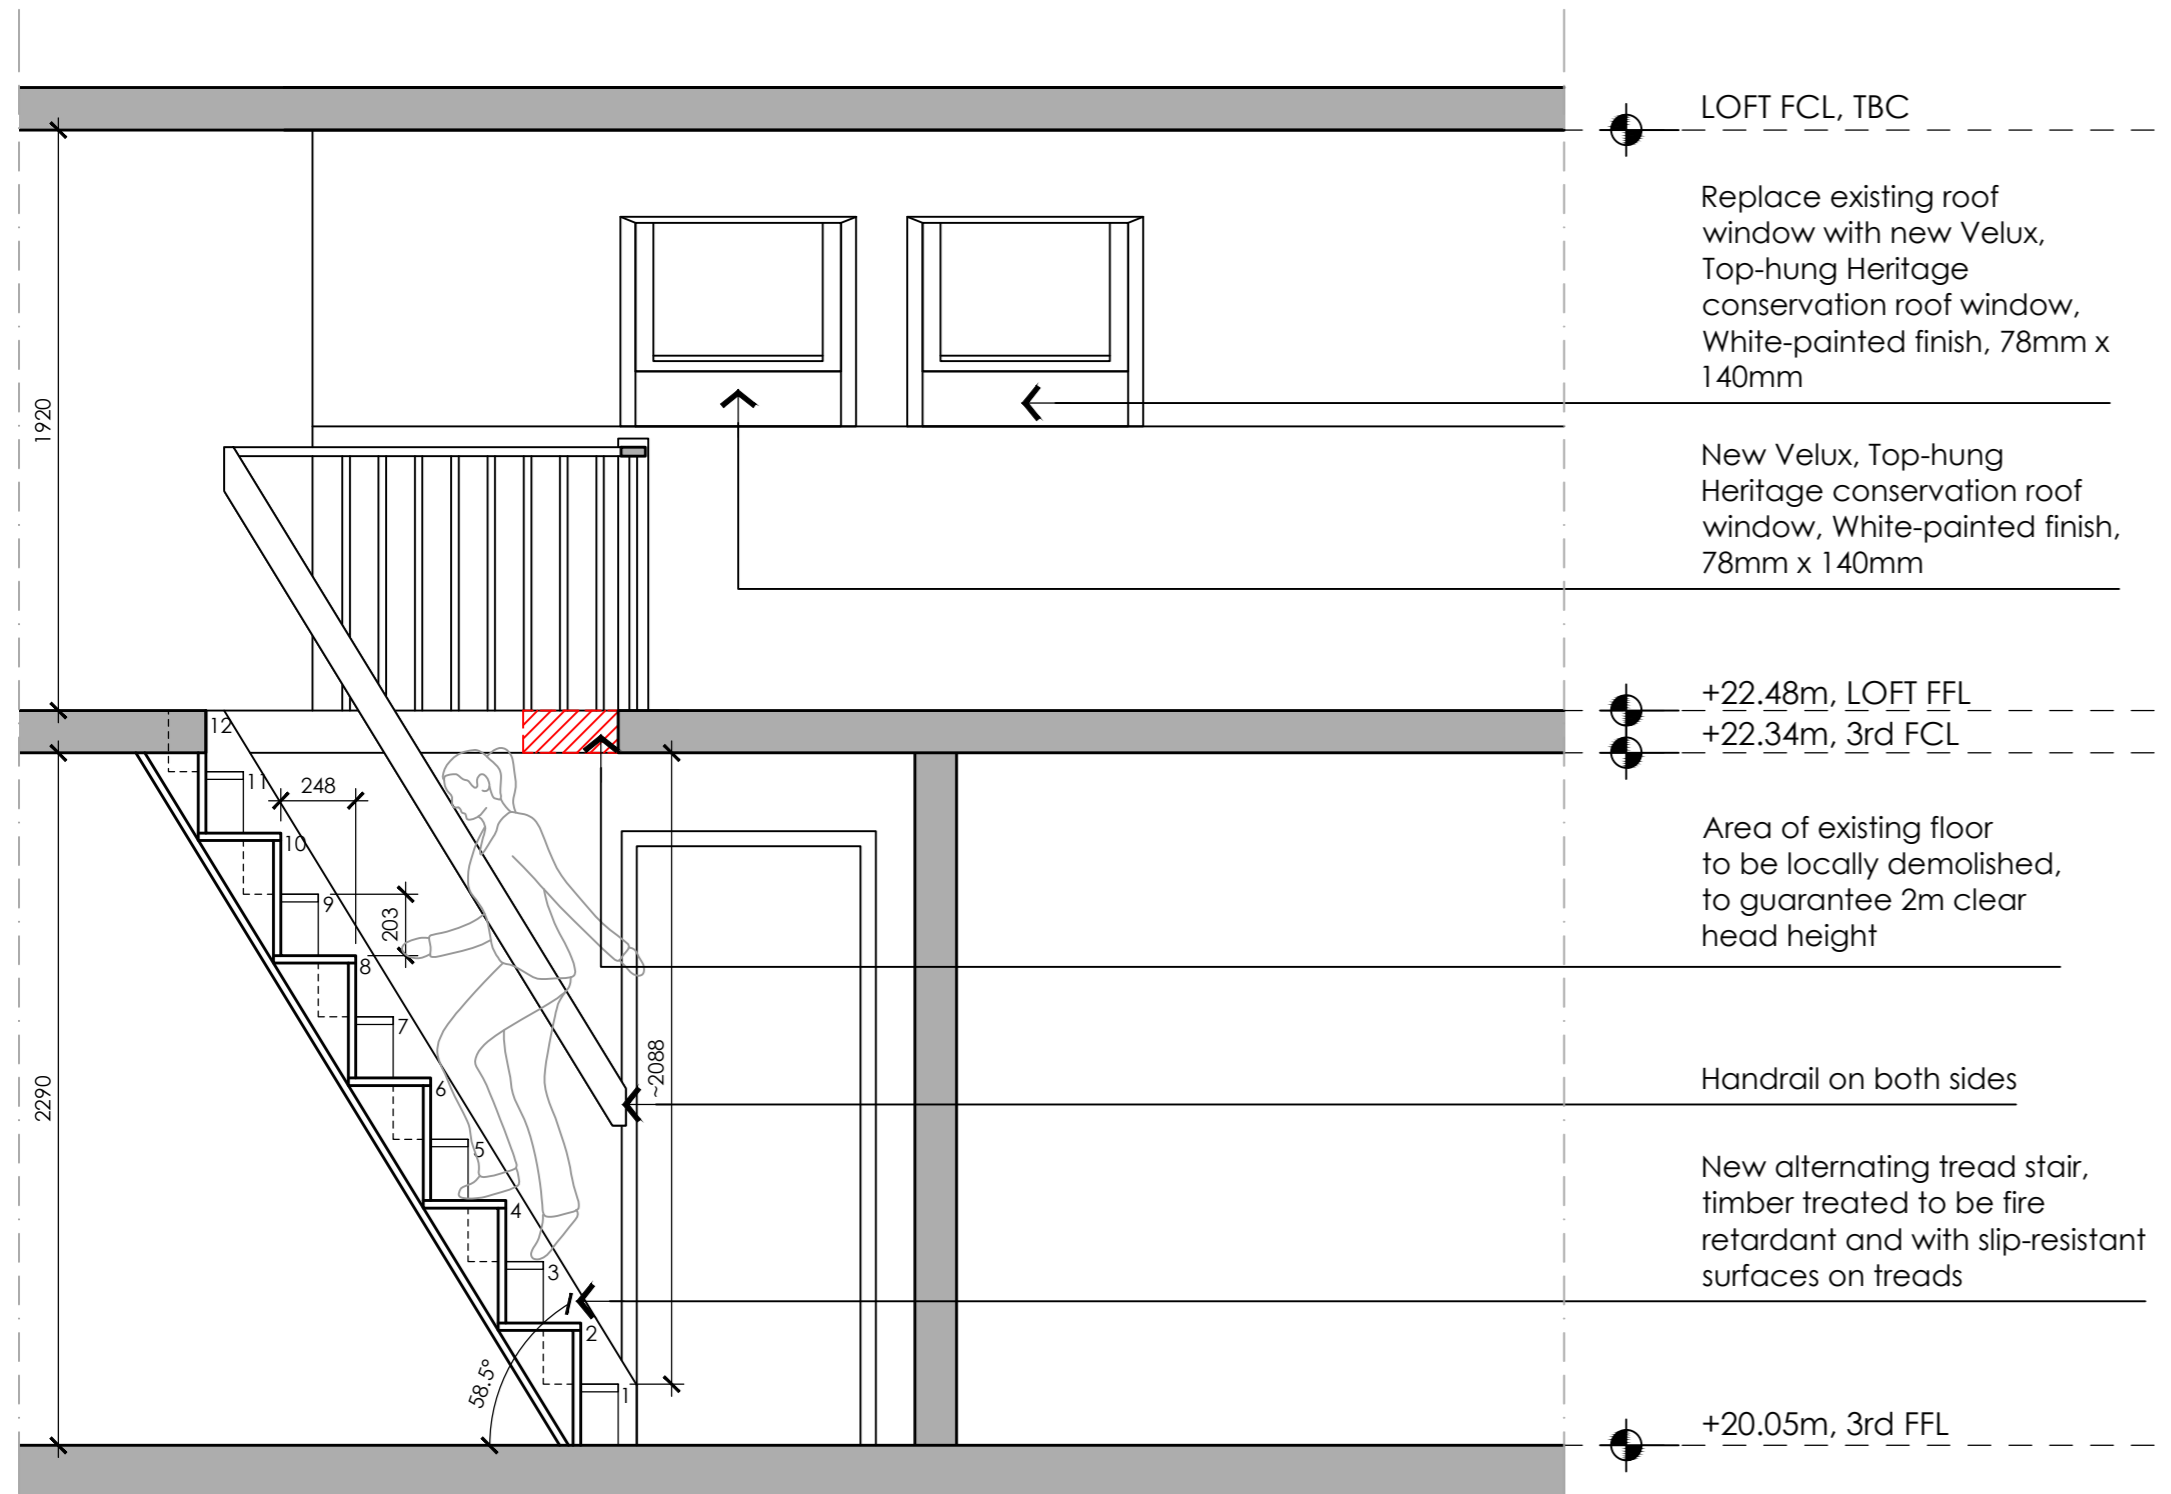 LOFT FCL, TBC
Replace existing roof
window with new Velux,
Top-hung Heritage
conservation roof window,
White-painted finish, 78mm x
140mm
1920
New Velux, Top-hung
Heritage conservation roof
window, White-painted finish,
78mm x 140mm
+22.48m, LOFT FFL
+22.34m, 3rd FCL
12
11
248
10
9
203
8
7
6
5
4
3
2
1
Area of existing floor
to be locally demolished,
to guarantee 2m clear
head height
~2088
2290
Handrail on both sides
New alternating tread stair,
timber treated to be fire
retardant and with slip-resistant
surfaces on treads
58.5°
+20.05m, 3rd FFL